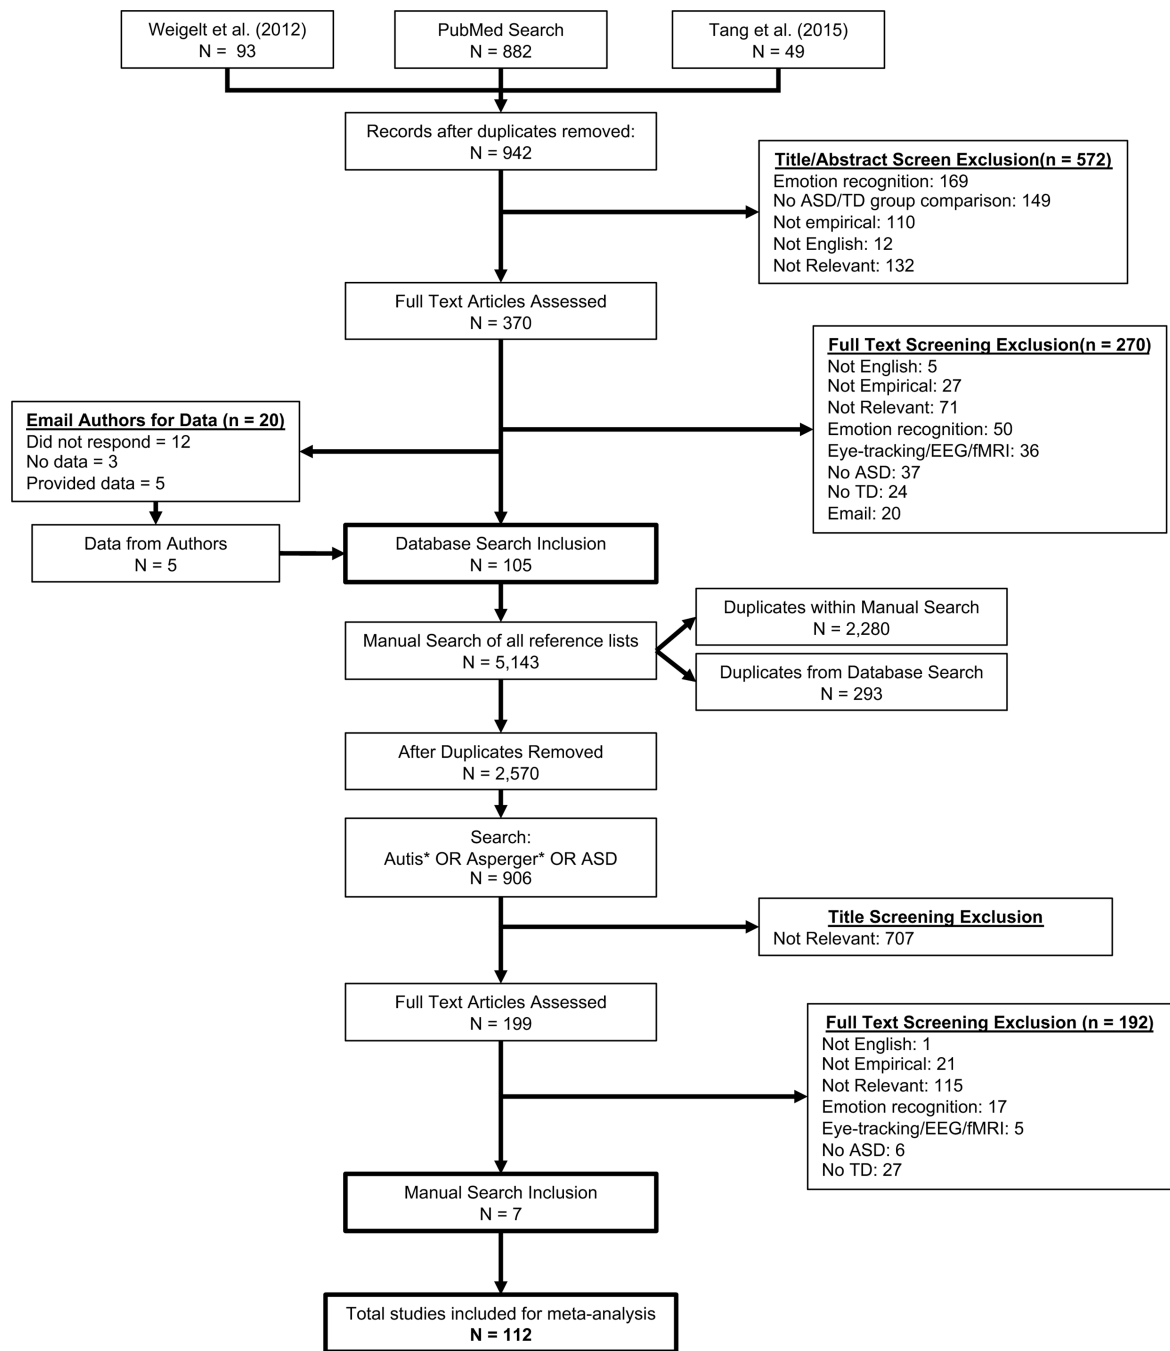 Weigelt et al. (2012)
N =  93
PubMed Search
N = 882
Tang et al. (2015)
N = 49
Records after duplicates removed:
N = 942
Title/Abstract Screen Exclusion(n = 572)
Emotion recognition: 169
No ASD/TD group comparison: 149
Not empirical: 110
Not English: 12
Not Relevant: 132
Full Text Articles Assessed
N = 370
Full Text Screening Exclusion(n = 270)
Not English: 5
Not Empirical: 27
Not Relevant: 71
Emotion recognition: 50
Eye-tracking/EEG/fMRI: 36
No ASD: 37
No TD: 24
Email: 20
Email Authors for Data (n = 20)
Did not respond = 12
No data = 3
Provided data = 5
Data from Authors
N = 5
Database Search Inclusion
N = 105
Manual Search of all reference lists
N = 5,143
Duplicates within Manual Search
N = 2,280
Duplicates from Database Search
N = 293
After Duplicates Removed
N = 2,570
Search:
Autis* OR Asperger* OR ASD
N = 906
Title Screening Exclusion
Not Relevant: 707
Full Text Articles Assessed
N = 199
Full Text Screening Exclusion (n = 192)
Not English: 1
Not Empirical: 21
Not Relevant: 115
Emotion recognition: 17
Eye-tracking/EEG/fMRI: 5
No ASD: 6
No TD: 27
Manual Search Inclusion
N = 7
Total studies included for meta-analysis
N = 112